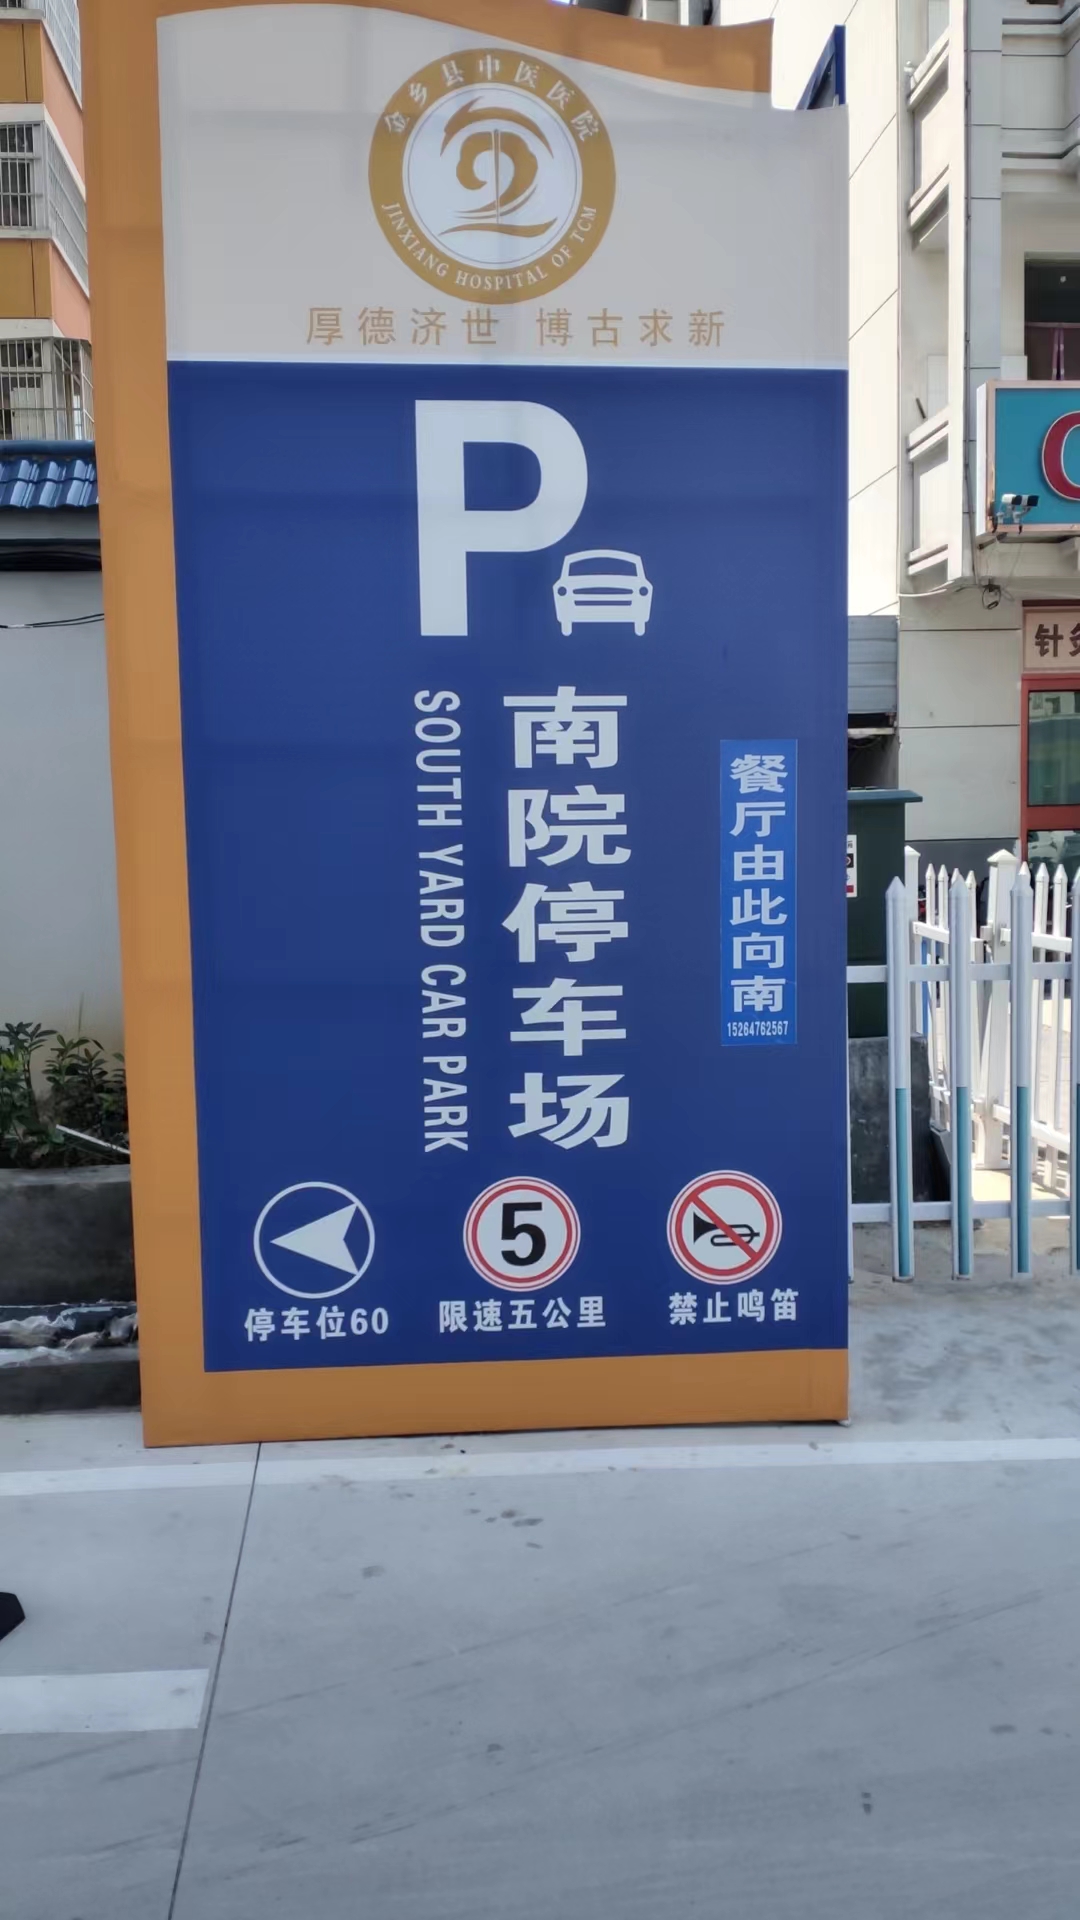 金乡县中医医院
JINXIANG HOSPITAL OF TCM
厚德济世 博古求新
P
南院停车场
SOUTH YARD CAR PARK
餐厅由此向南
15264762567
5
停车位60
限速五公里
禁止鸣笛
针灸